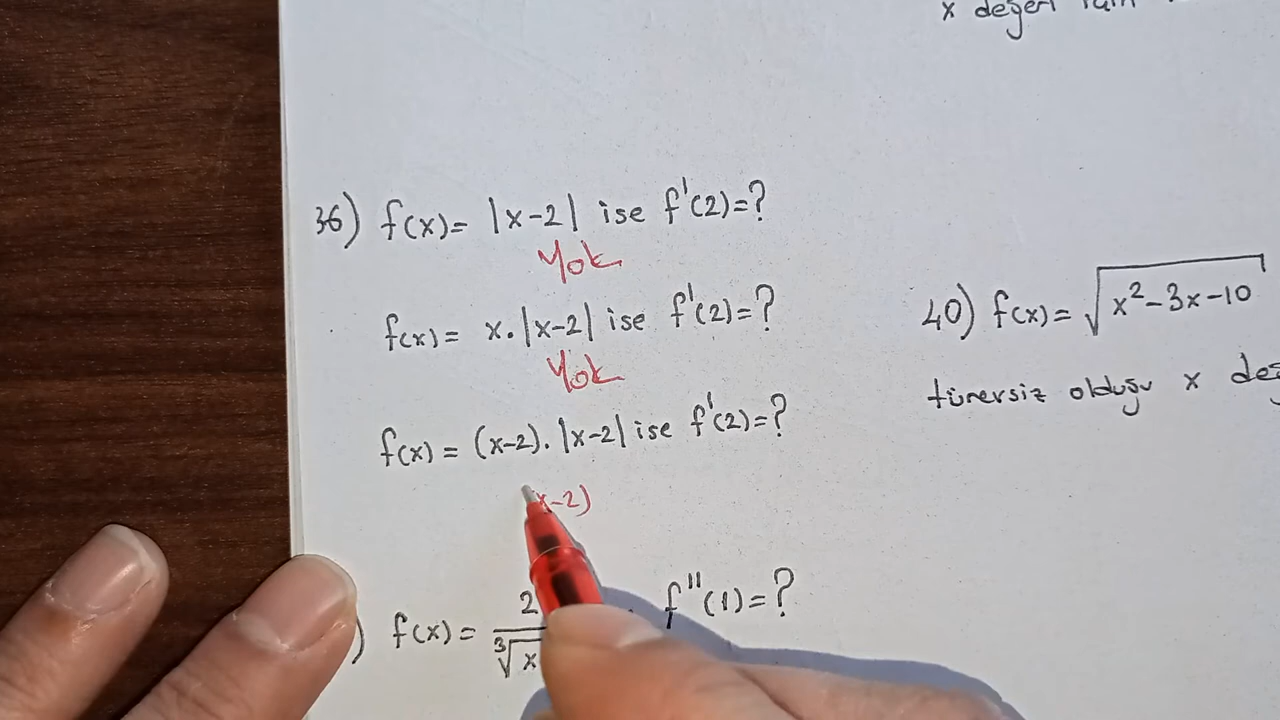 x değeri
36) f(x)= |x-2| ise f'(2)=?
Yok
f(x)= x.|x-2| ise f'(2)=?
Yok
f(x) = (x-2).|x-2| ise f'(2)=?
x-2)
) f(x)= 2/∛x f''(1)=?
40) f(x)= √(x²-3x-10)
türevsiz olduğu x